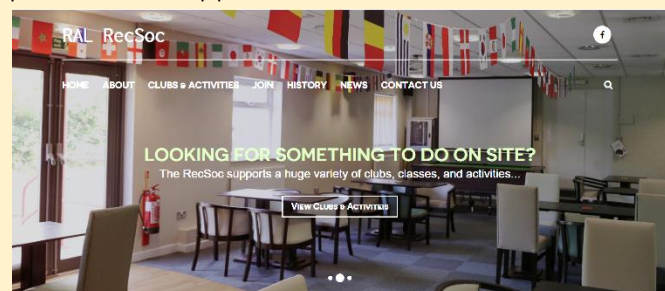 RAL RecSoc
HOME ABOUT CLUBS & ACTIVITIES JOIN HISTORY NEWS CONTACT US
LOOKING FOR SOMETHING TO DO ON SITE?
The RecSoc supports a huge variety of clubs, classes, and activities...
VIEW CLUBS & ACTIVITIES